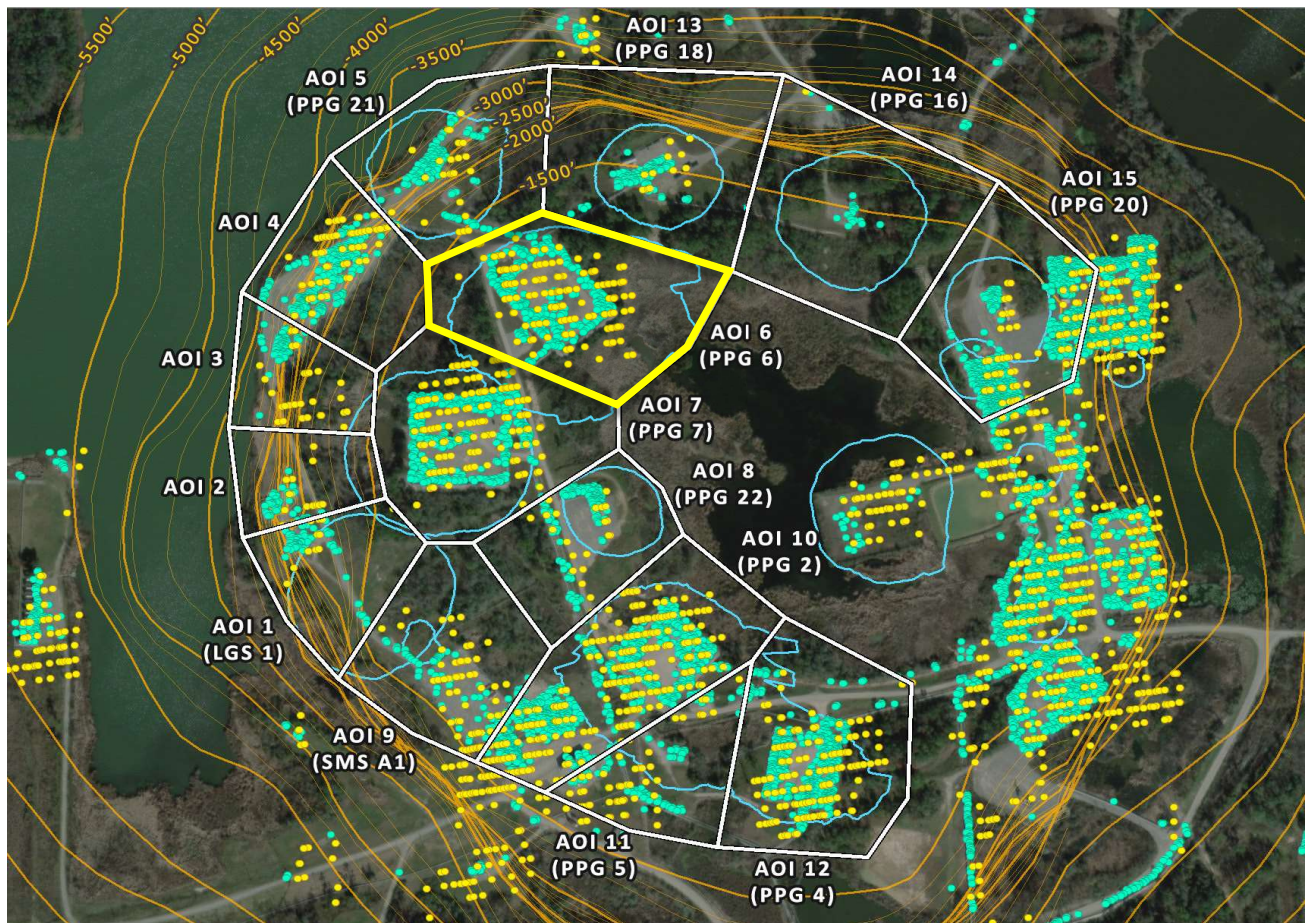 -5500'
-5000'
-4500'
-4000'
-3500'
-3000'
-2500'
-2000'
-1500'
AOI 13
(PPG 18)
AOI 5
(PPG 21)
AOI 14
(PPG 16)
AOI 15
(PPG 20)
AOI 4
AOI 3
AOI 6
(PPG 6)
AOI 7
(PPG 7)
AOI 8
(PPG 22)
AOI 2
AOI 10
(PPG 2)
AOI 1
(LGS 1)
AOI 9
(SMS A1)
AOI 11
(PPG 5)
AOI 12
(PPG 4)